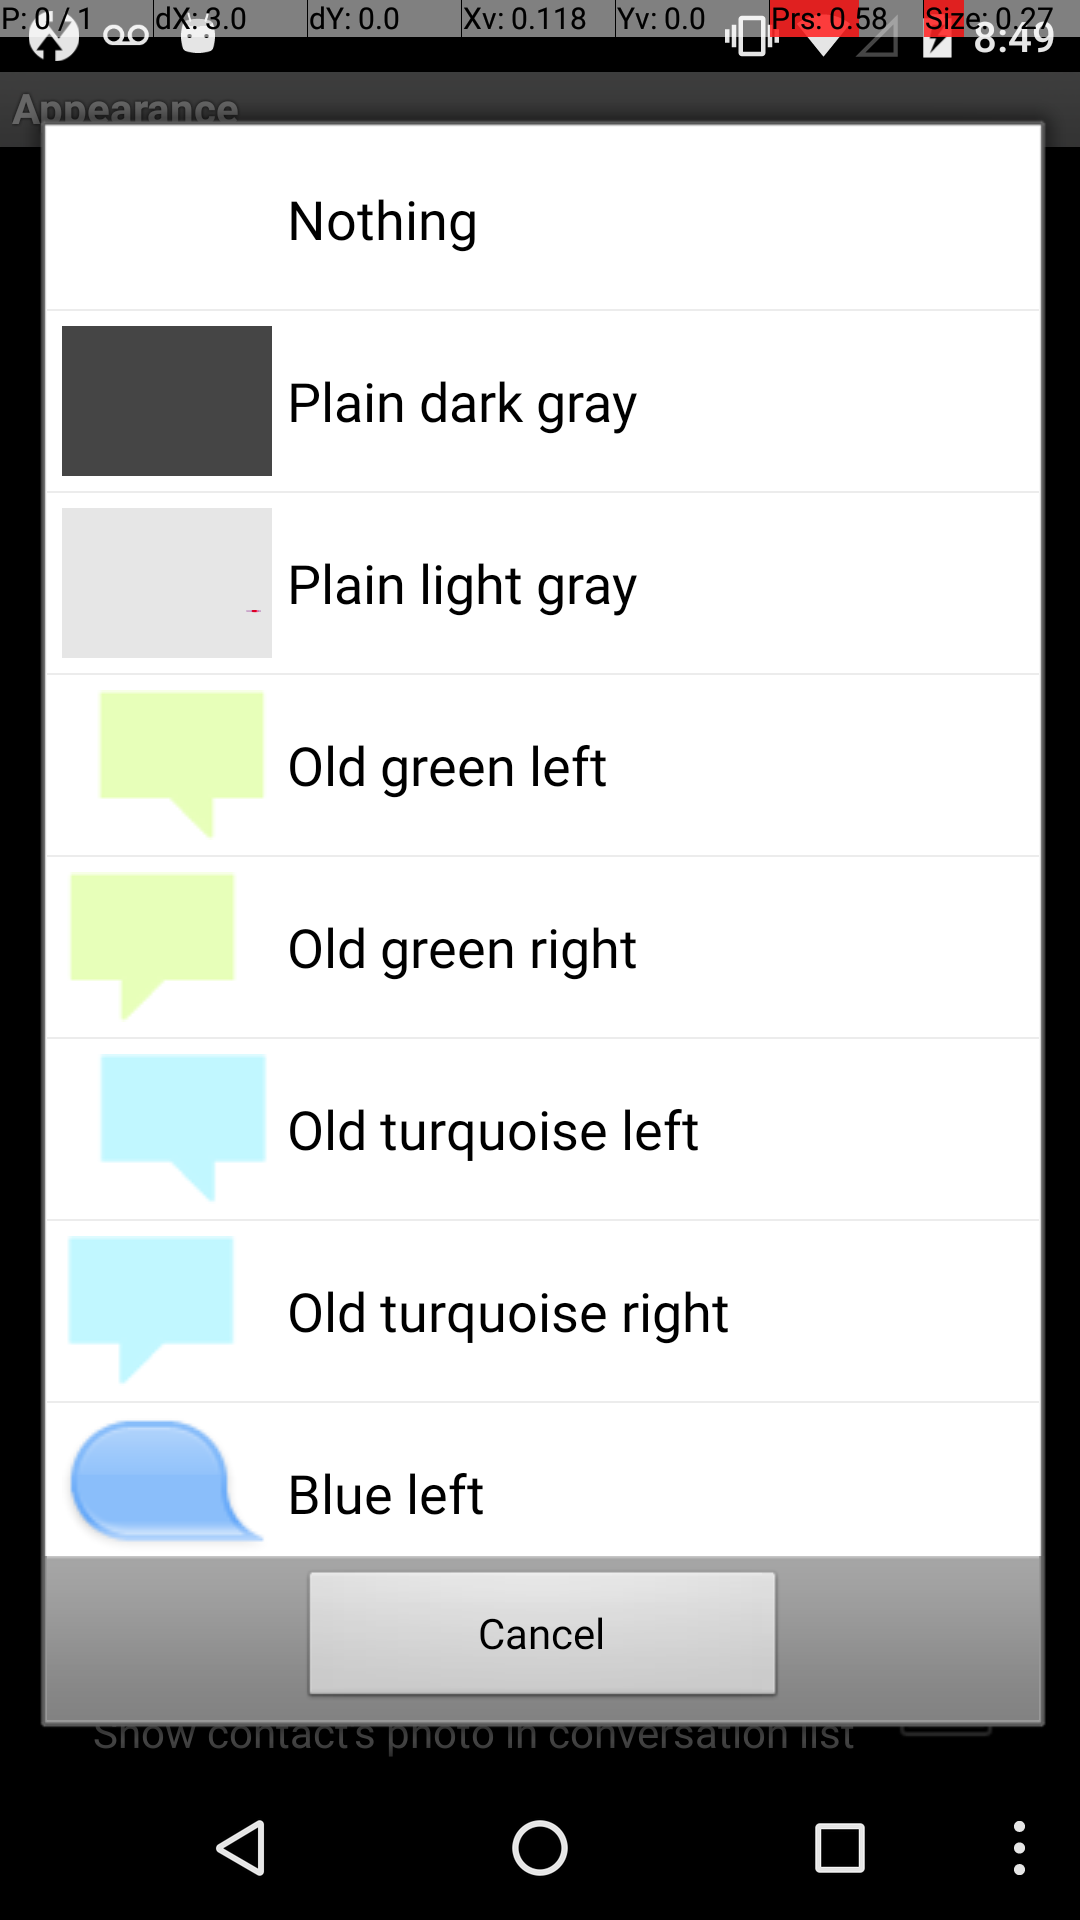 P: 0 / 1 dX: 3.0 dY: 0.0 Xv: 0.118 Yv: 0.0 Prs: 0.58 Size: 0.27
8:49
Appearance
Nothing
Plain dark gray
Plain light gray
Old green left
Old green right
Old turquoise left
Old turquoise right
Blue left
Cancel
Show contact's photo in conversation list